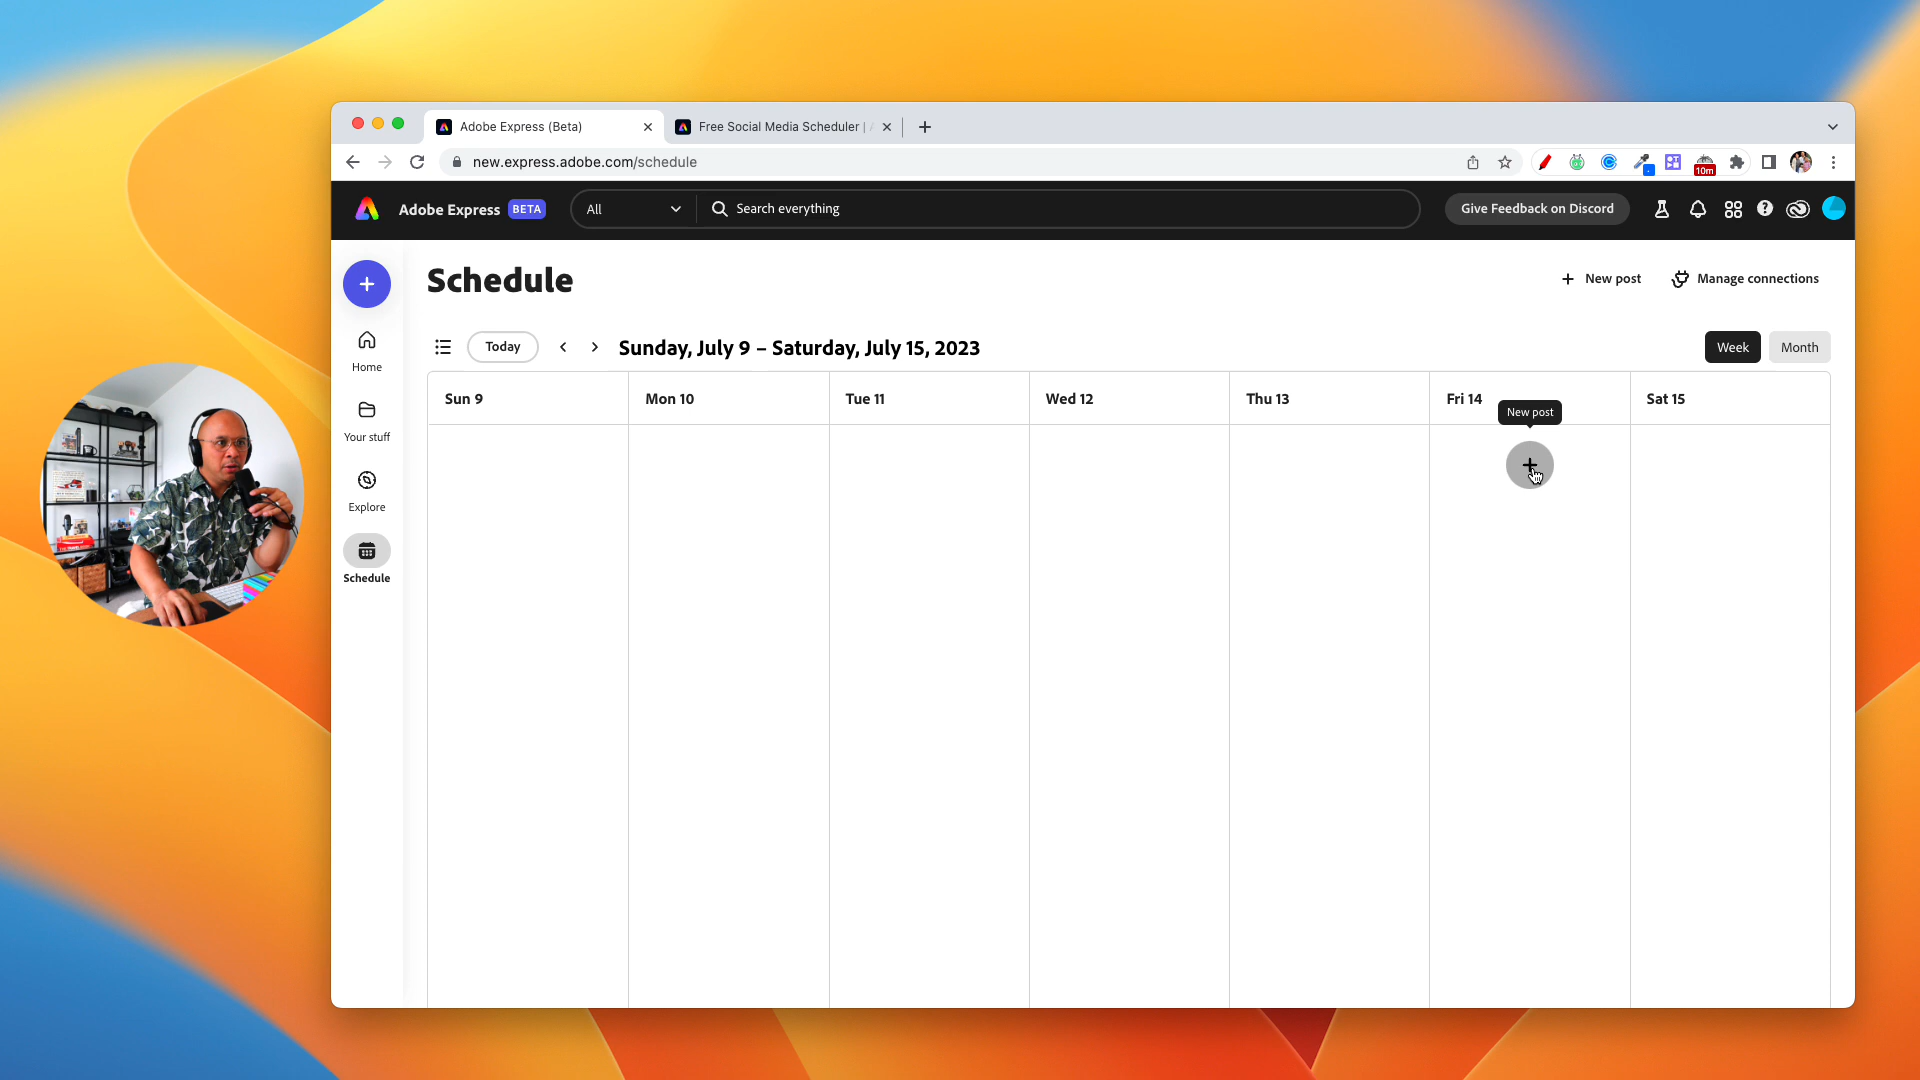 Adobe Express (Beta)
Free Social Media Scheduler |
new.express.adobe.com/schedule
10m
Adobe Express BETA
All
Search everything
Give Feedback on Discord
Schedule
New post
Manage connections
Today
Sunday, July 9 – Saturday, July 15, 2023
Week
Month
Home
Your stuff
Explore
Schedule
Sun 9
Mon 10
Tue 11
Wed 12
Thu 13
Fri 14
Sat 15
New post